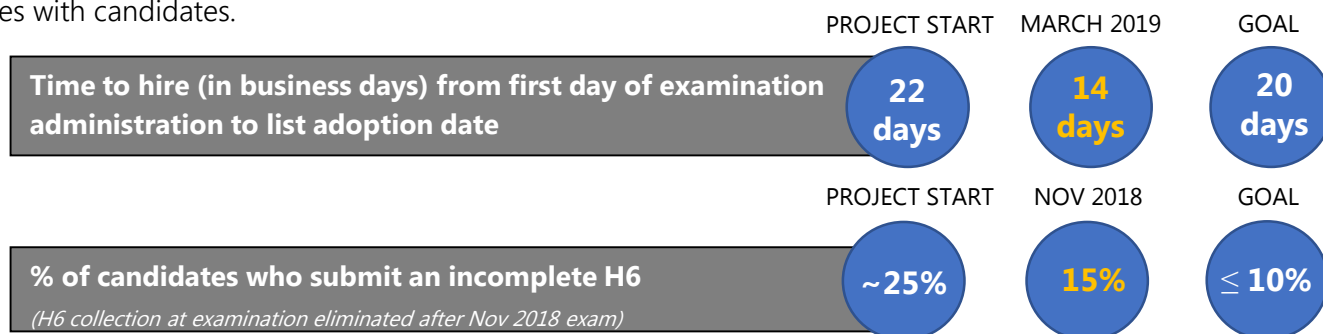 es with candidates.
PROJECT START MARCH 2019 GOAL
Time to hire (in business days) from first day of examination
administration to list adoption date
22
days
14
days
20
days
PROJECT START NOV 2018 GOAL
% of candidates who submit an incomplete H6
(H6 collection at examination eliminated after Nov 2018 exam)
~25%
15%
≤ 10%